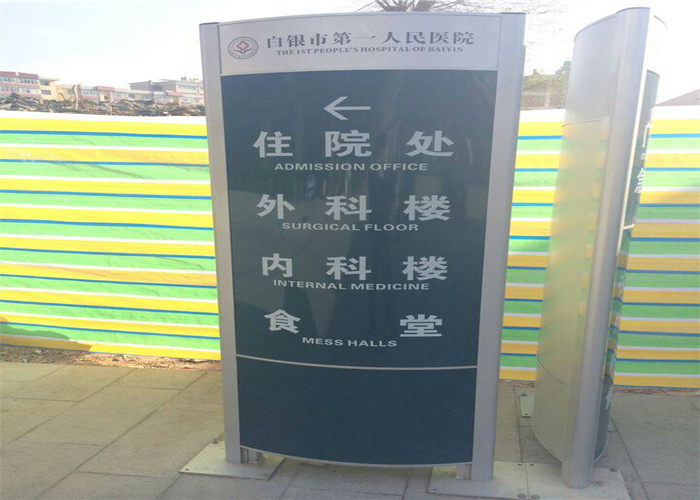 白银市第一人民医院
THE 1ST PEOPLE'S HOSPITAL OF BAIYIN
←
住院处
ADMISSION OFFICE
外科楼
SURGICAL FLOOR
内科楼
INTERNAL MEDICINE
食堂
MESS HALLS